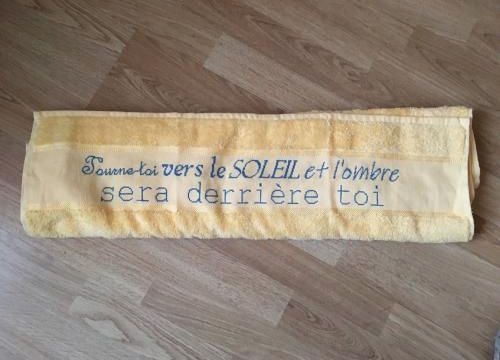 Tourne-toi vers le SOLEIL et l'ombre
sera derrière toi